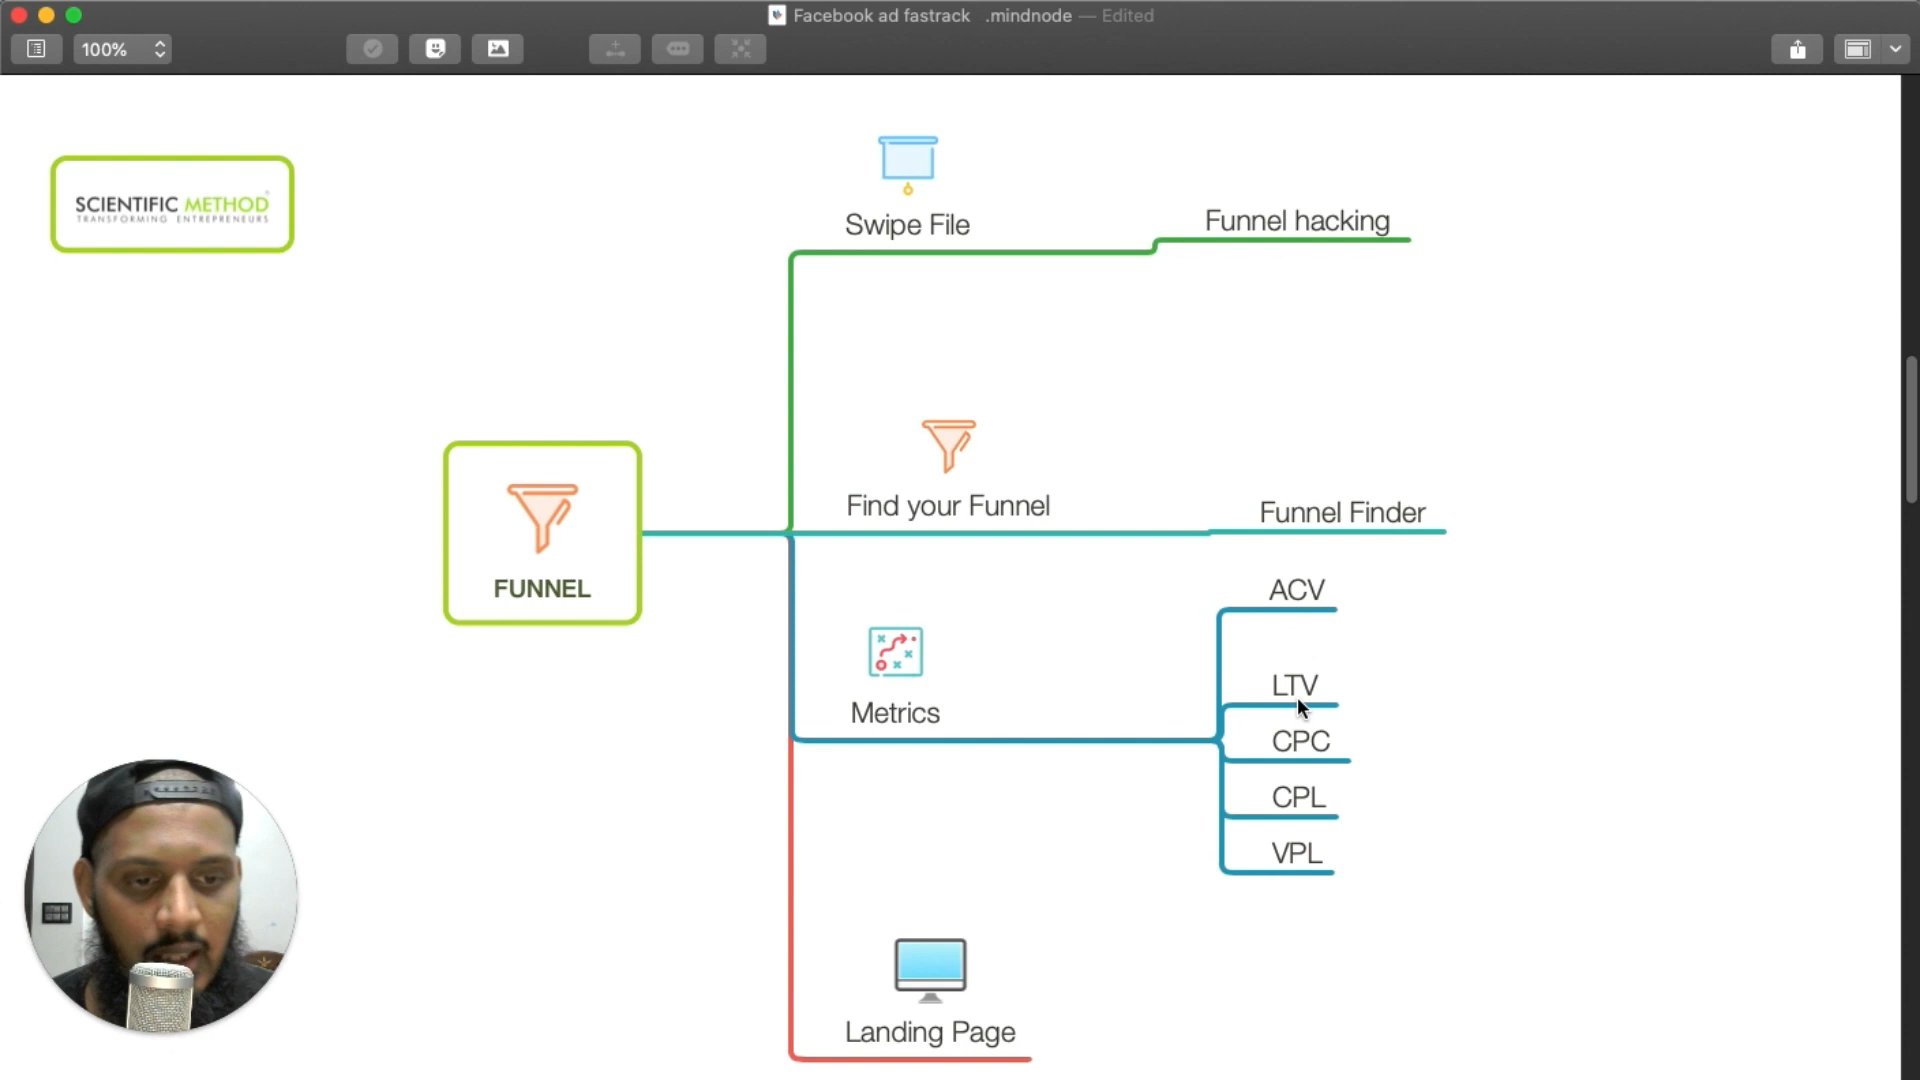 Facebook ad fastrack .mindnode — Edited
100%
SCIENTIFIC METHOD
TRANSFORMING ENTREPRENEURS
Swipe File
Funnel hacking
Find your Funnel
Funnel Finder
FUNNEL
ACV
LTV
Metrics
CPC
CPL
VPL
Landing Page